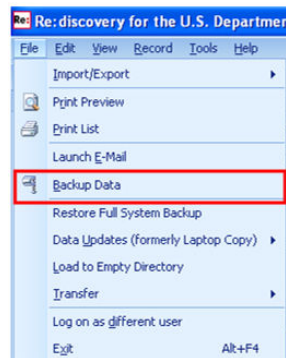 Re: Re:discovery for the U.S. Departmen
File Edit View Record Tools Help
Import/Export
Print Preview
Print List
Launch E-Mail
Backup Data
Restore Full System Backup
Data Updates (formerly Laptop Copy)
Load to Empty Directory
Transfer
Log on as different user
Exit Alt+F4